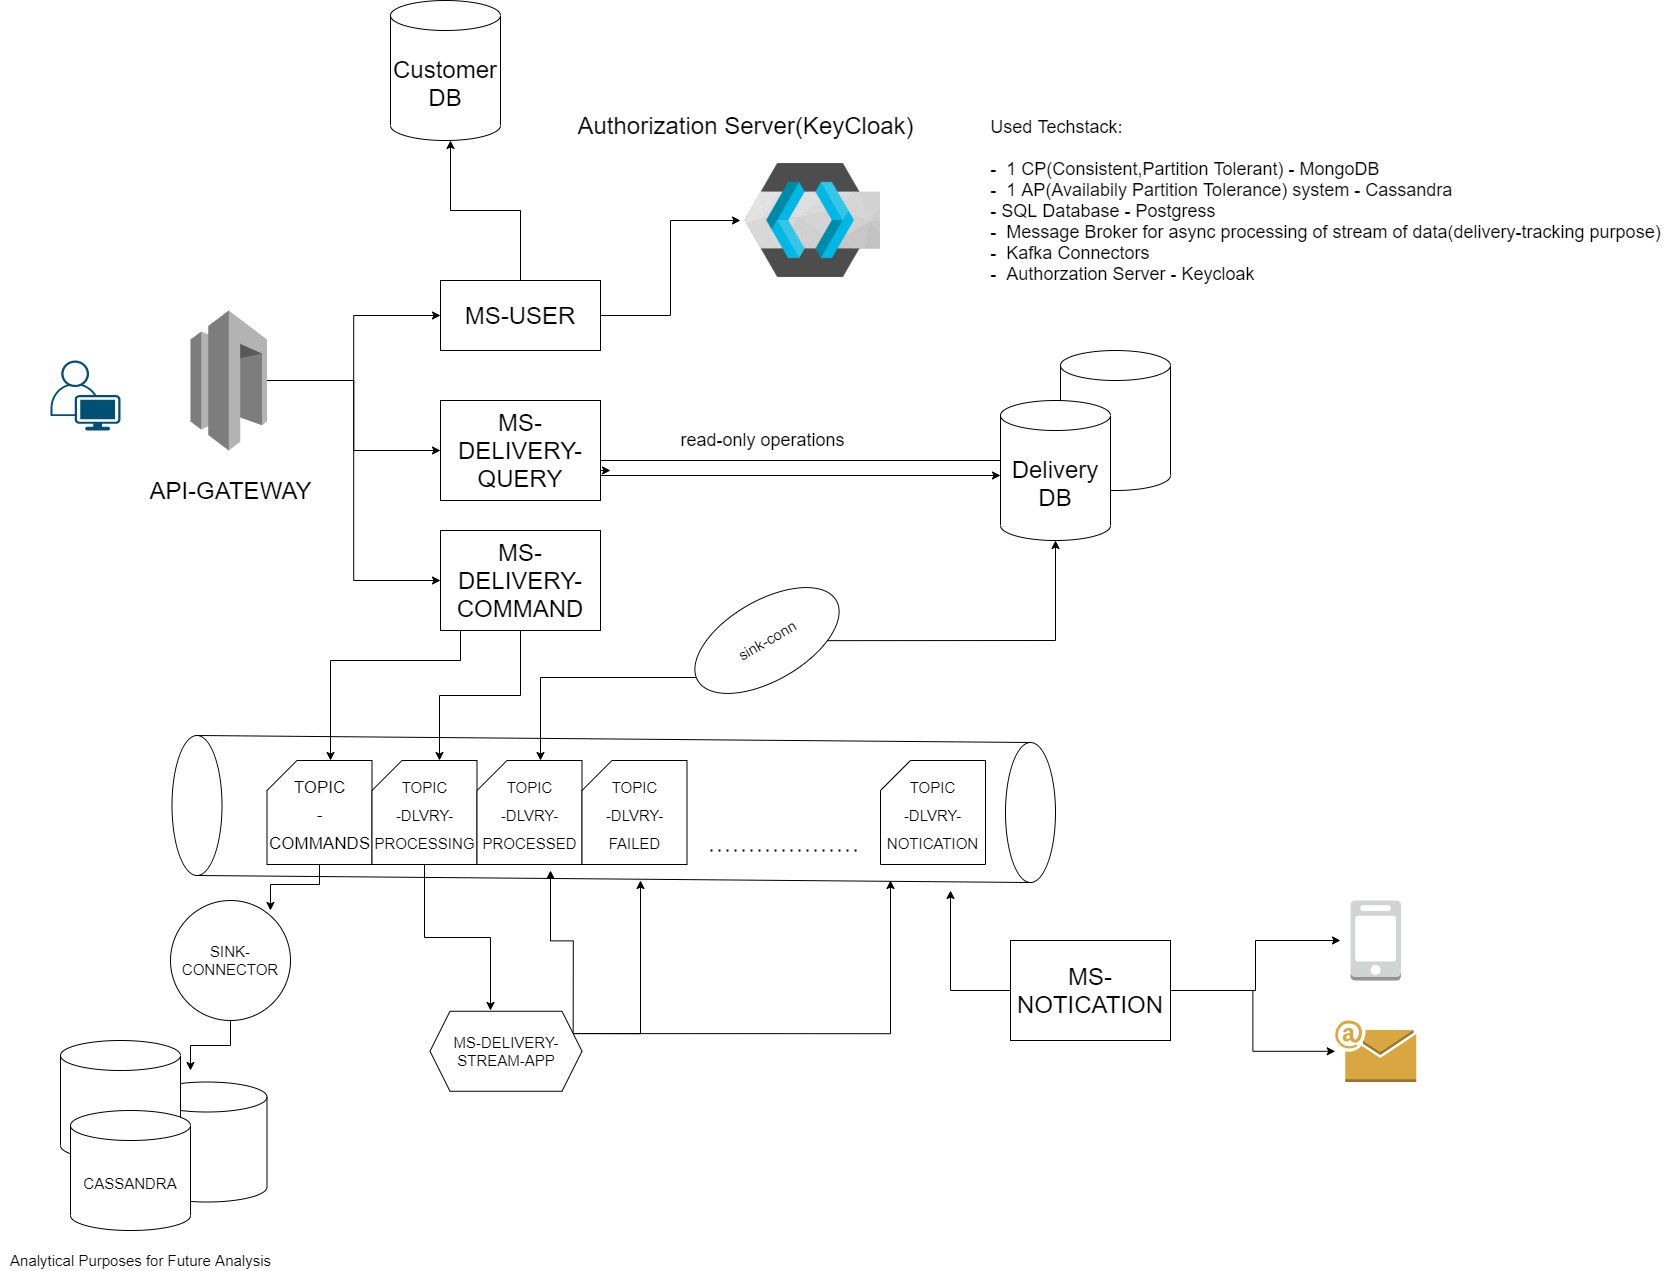 Customer
DB
Authorization Server(KeyCloak)
Used Techstack:
- 1 CP(Consistent,Partition Tolerant) - MongoDB
- 1 AP(Availabily Partition Tolerance) system - Cassandra
- SQL Database - Postgress
- Message Broker for async processing of stream of data(delivery-tracking purpose)
- Kafka Connectors
- Authorzation Server - Keycloak
MS-USER
API-GATEWAY
MS-
DELIVERY-
QUERY
read-only operations
Delivery
DB
MS-
DELIVERY-
COMMAND
sink-conn
TOPIC
-
COMMANDS
TOPIC
-DLVRY-
PROCESSING
TOPIC
-DLVRY-
PROCESSED
TOPIC
-DLVRY-
FAILED
...................
TOPIC
-DLVRY-
NOTICATION
SINK-
CONNECTOR
MS-DELIVERY-
STREAM-APP
MS-
NOTICATION
@
CASSANDRA
Analytical Purposes for Future Analysis